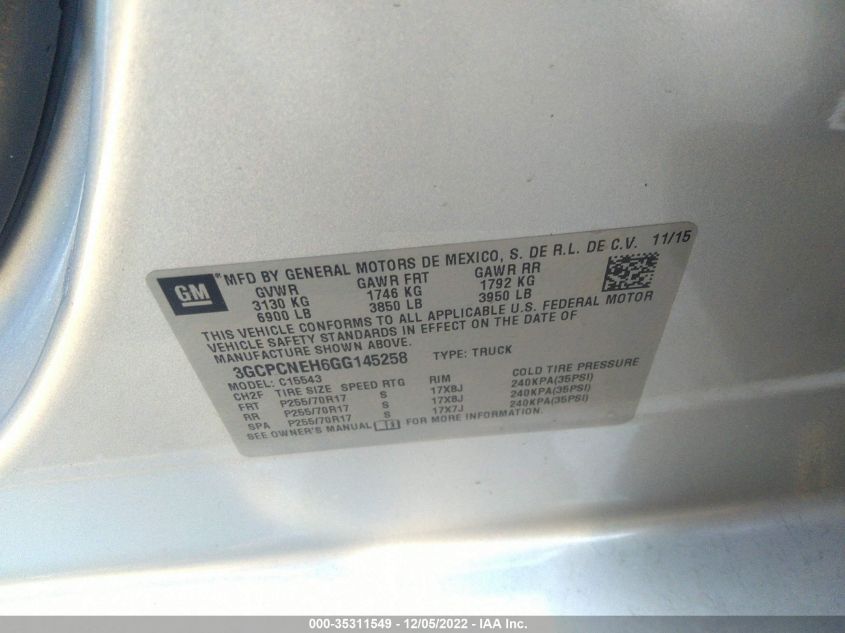 GM ® MFD BY GENERAL MOTORS DE MEXICO, S. DE R.L. DE C.V. 11/15
GVWR GAWR FRT GAWR RR
3130 KG 1746 KG 1792 KG
6900 LB 3850 LB 3950 LB
THIS VEHICLE CONFORMS TO ALL APPLICABLE U.S. FEDERAL MOTOR
VEHICLE SAFETY STANDARDS IN EFFECT ON THE DATE OF
MANUFACTURE SHOWN ABOVE.
3GCPCNEH6GG145258 TYPE: TRUCK
MODEL: C15543
CH2F TIRE SIZE SPEED RTG RIM COLD TIRE PRESSURE
FRT P255/70R17 S 17X8J 240KPA(35PSI)
RR P255/70R17 S 17X8J 240KPA(35PSI)
SPA P255/70R17 S 17X7J 240KPA(35PSI)
SEE OWNER'S MANUAL FOR MORE INFORMATION.
000-35311549 - 12/05/2022 - IAA Inc.